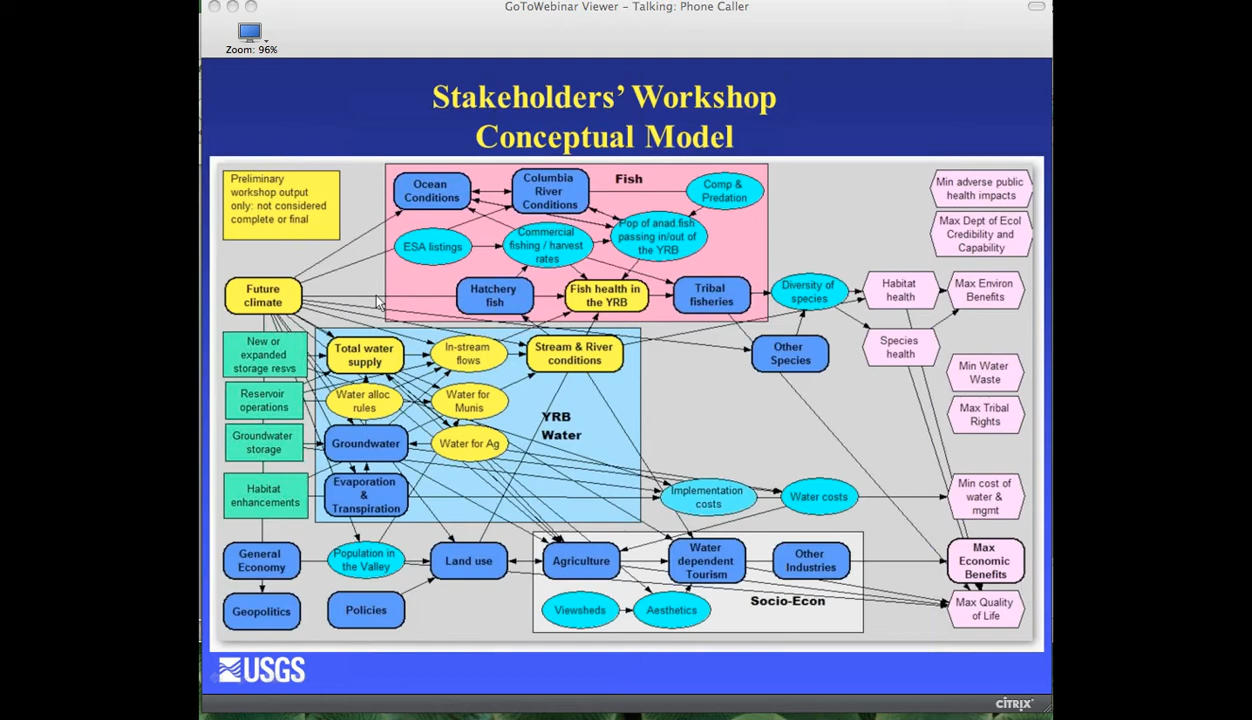 GoToWebinar Viewer - Talking: Phone Caller
Zoom: 96%
Stakeholders' Workshop
Conceptual Model
Preliminary
workshop output
only: not considered
complete or final
Ocean
Conditions
Columbia
River
Conditions
Fish
Comp &
Predation
ESA listings
Commercial
fishing / harvest
rates
Pop of anad.fish
passing in/out of
the YRB
Min adverse public
health impacts
Max Dept of Ecol
Credibility and
Capability
Future
climate
Hatchery
fish
Fish health in
the YRB
Tribal
fisheries
Diversity of
species
Habitat
health
Max Environ
Benefits
New or
expanded
storage resvs
Total water
supply
In-stream
flows
Stream & River
conditions
Other
Species
Species
health
Min Water
Waste
Reservoir
operations
Water alloc
rules
Water for
Munis
YRB
Water
Max Tribal
Rights
Groundwater
storage
Groundwater
Water for Ag
Habitat
enhancements
Evaporation
&
Transpiration
Implementation
costs
Water costs
Min cost of
water &
mgmt
General
Economy
Population in
the Valley
Land use
Agriculture
Water
dependent
Tourism
Other
Industries
Max
Economic
Benefits
Geopolitics
Policies
Viewsheds
Aesthetics
Socio-Econ
Max Quality
of Life
USGS
CITRIX